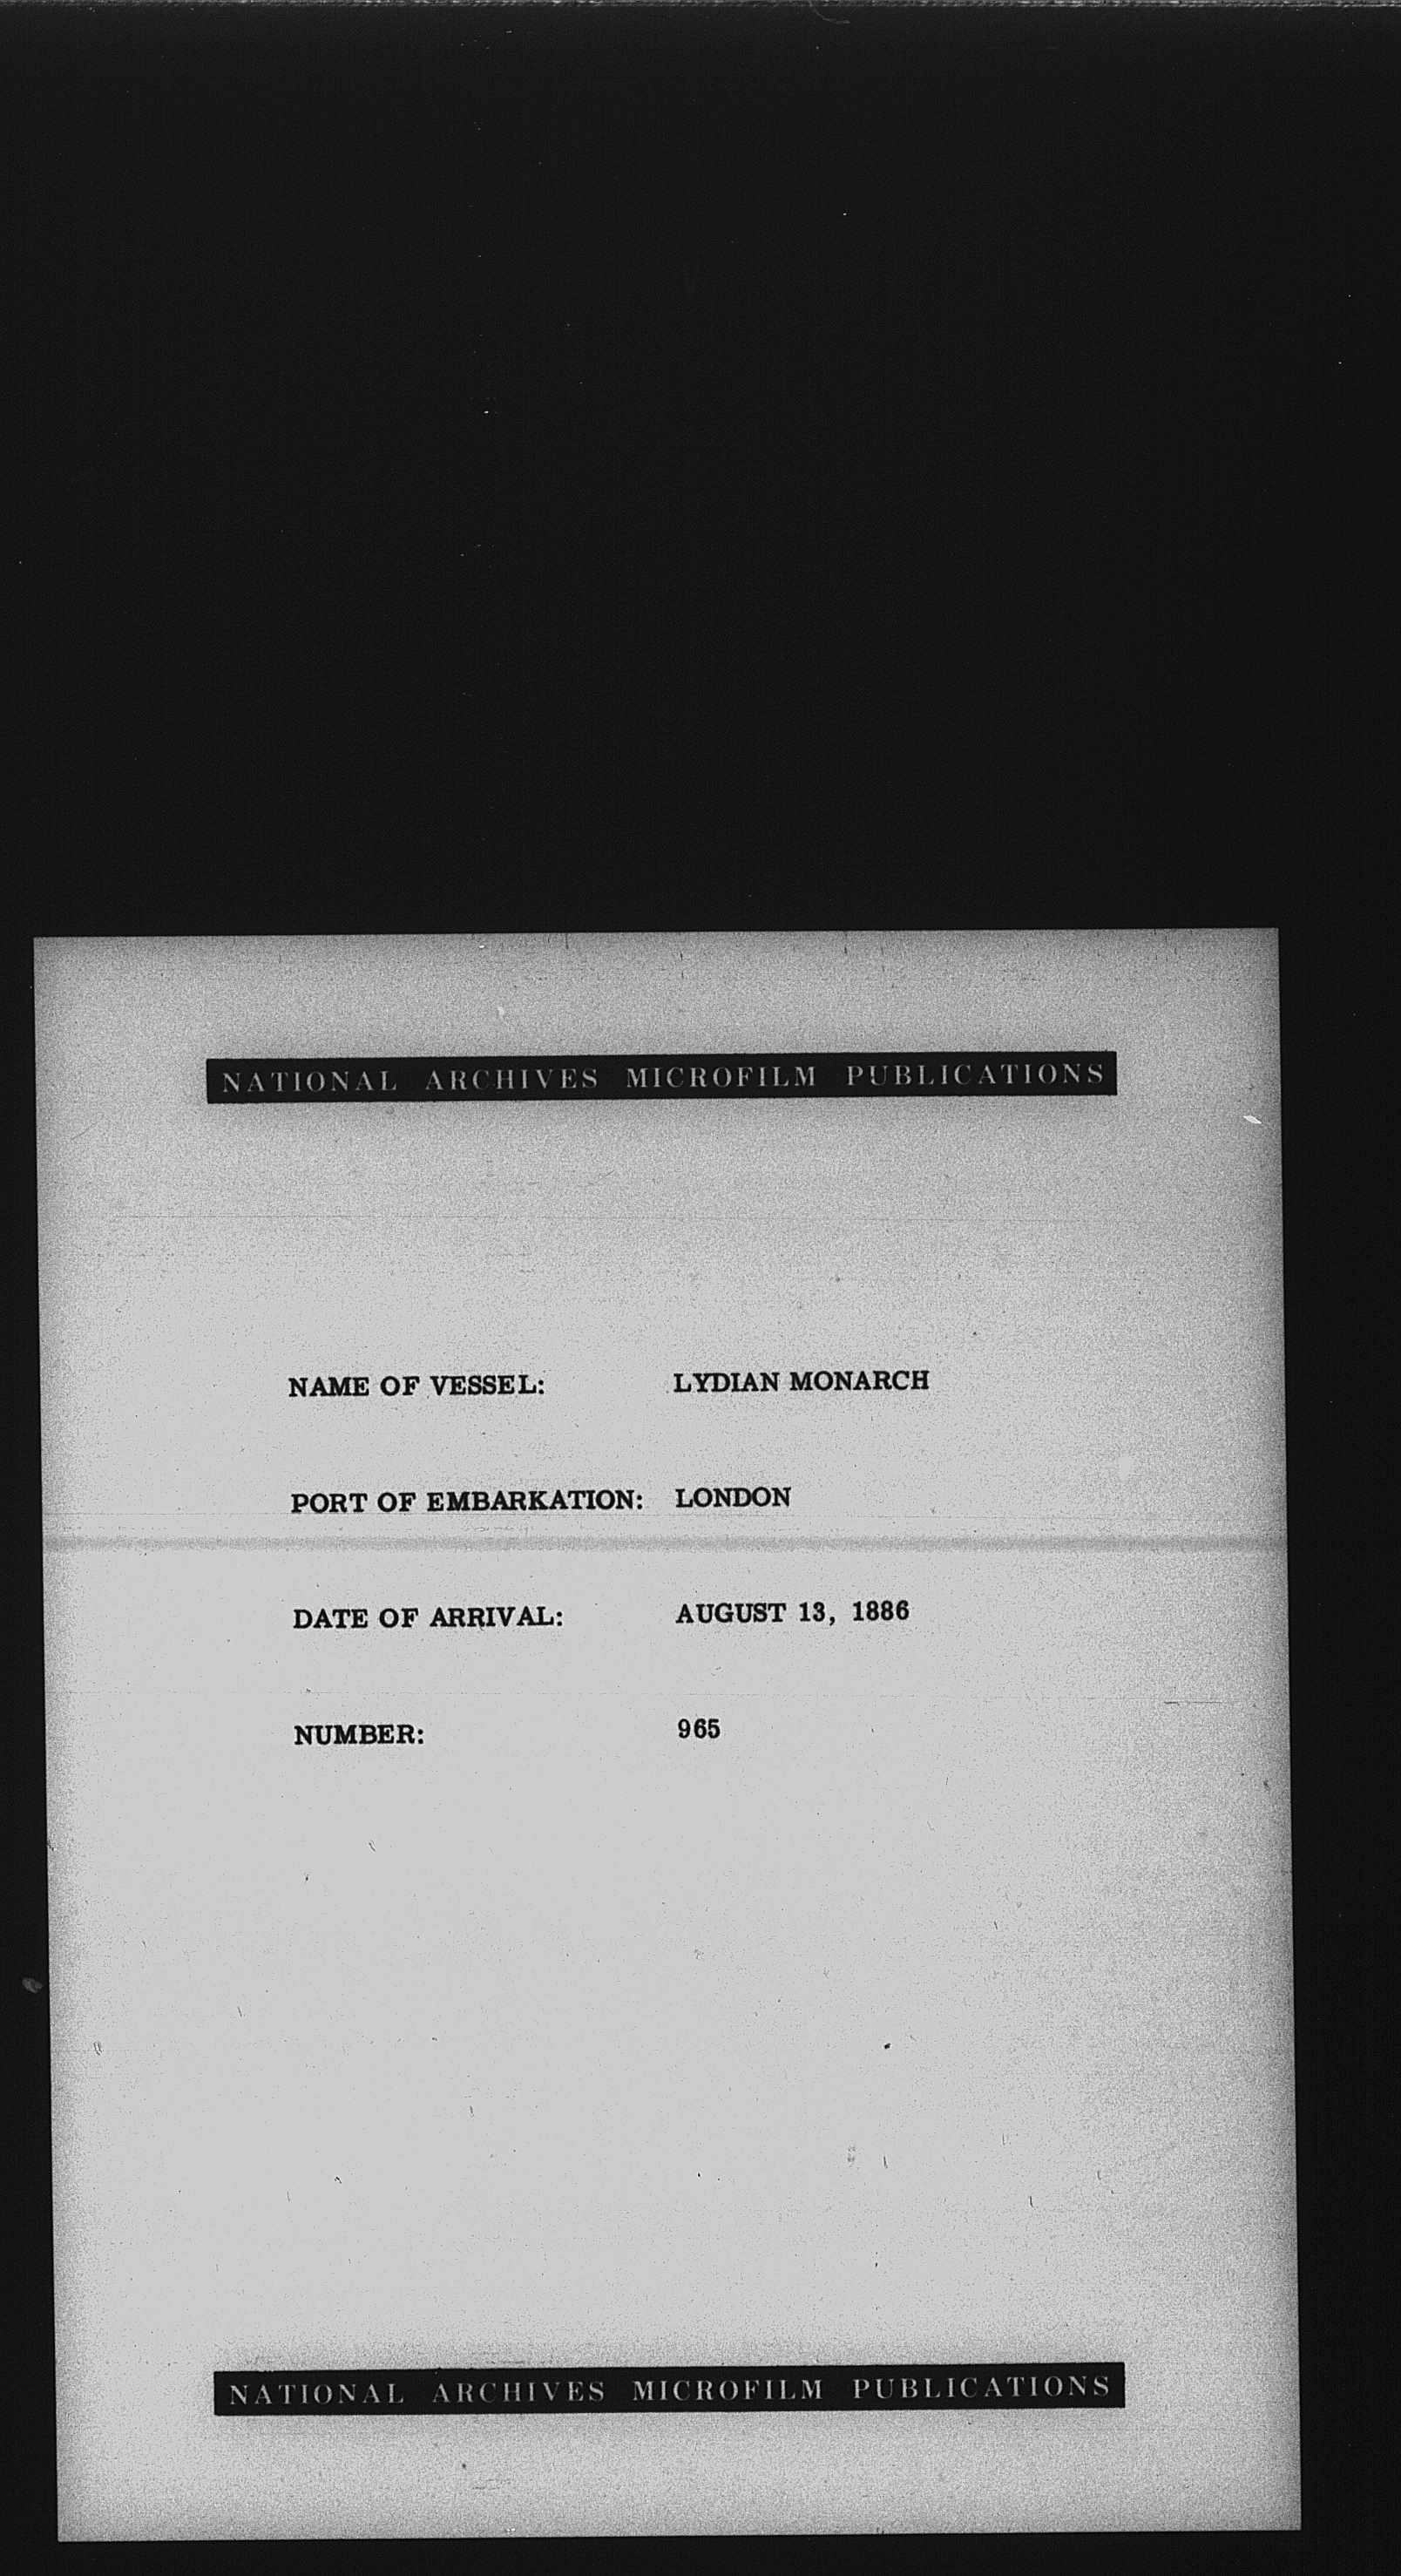 NATIONAL ARCHIVES MICROFILM PUBLICATIONS
NAME OF VESSEL: LYDIAN MONARCH
PORT OF EMBARKATION: LONDON
DATE OF ARRIVAL: AUGUST 13, 1886
NUMBER: 965
NATIONAL ARCHIVES MICROFILM PUBLICATIONS